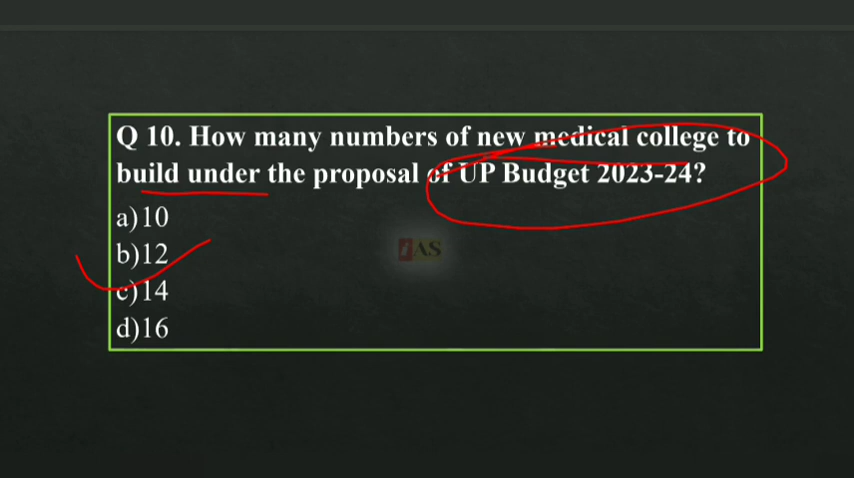 Q 10. How many numbers of new medical college to
build under the proposal of UP Budget 2023-24?
a)10
b)12
c)14
d)16
iAS